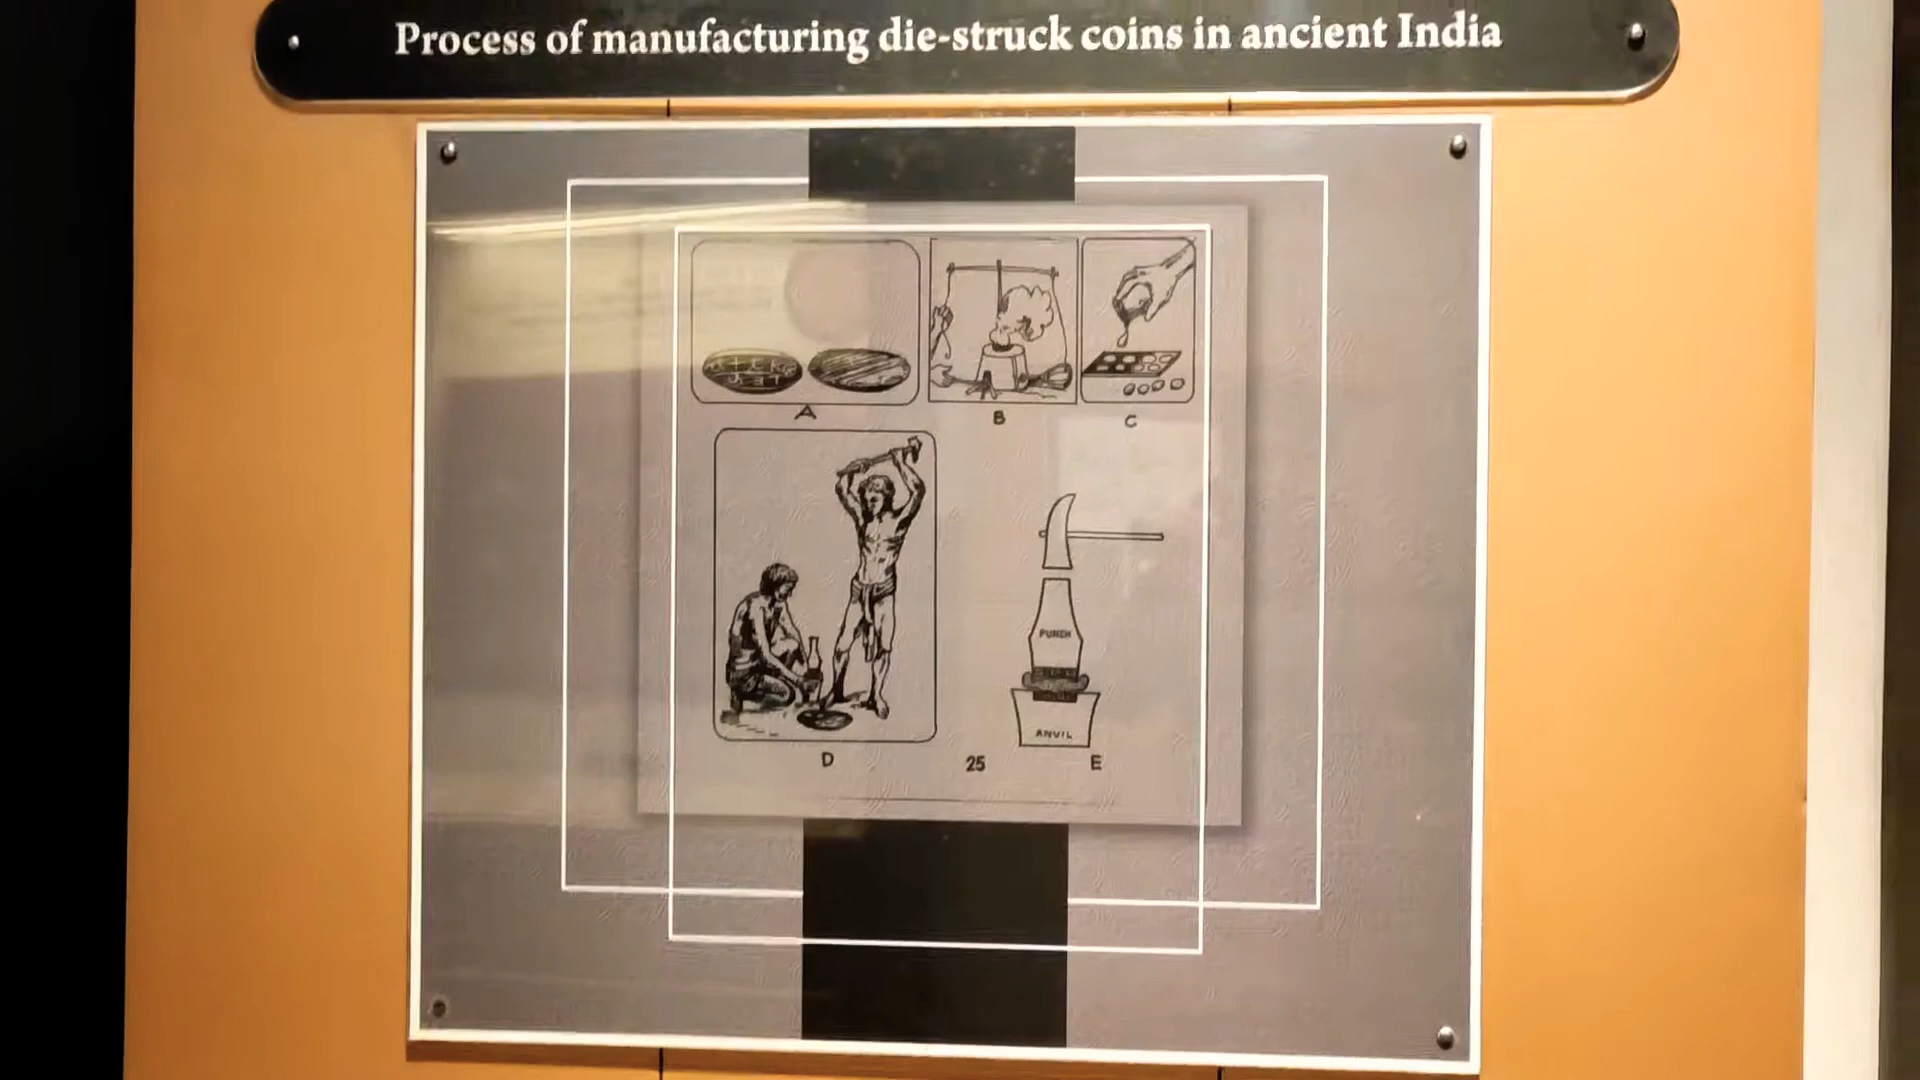 Process of manufacturing die-struck coins in ancient India
A
B
C
PUNCH
ANVIL
D
25
E